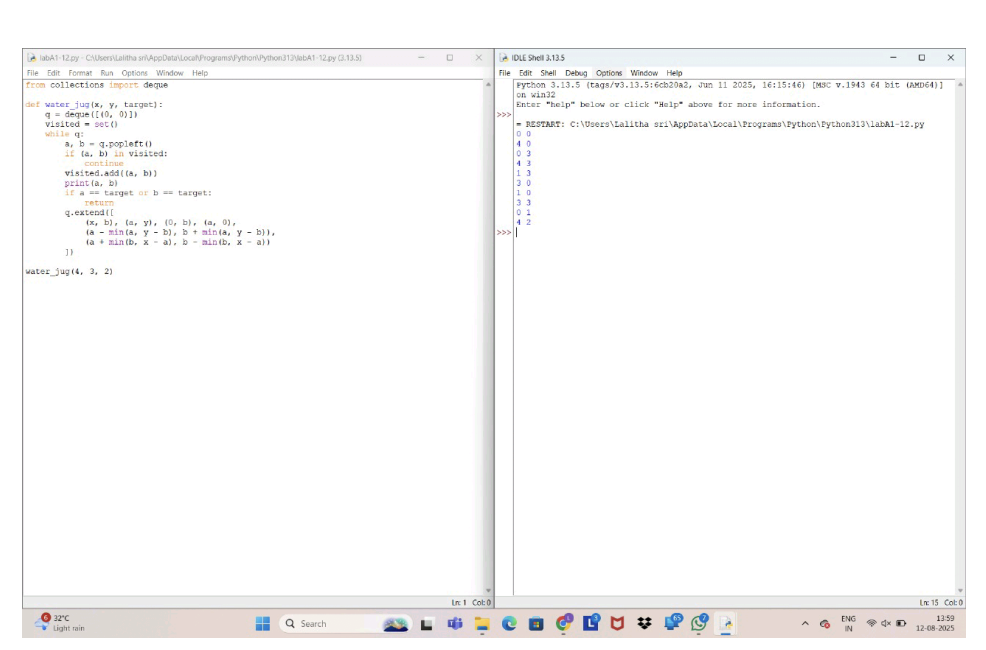 labA1-12.py - C:\Users\Lalitha sri\AppData\Local\Programs\Python\Python313\labA1-12.py (3.13.5)
File Edit Format Run Options Window Help
from collections import deque
def water_jug(x, y, target):
    q = deque([(0, 0)])
    visited = set()
    while q:
        a, b = q.popleft()
        if (a, b) in visited:
            continue
        visited.add((a, b))
        print(a, b)
        if a == target or b == target:
            return
        q.extend([
            (x, b), (a, y), (0, b), (a, 0),
            (a - min(a, y - b), b + min(a, y - b)),
            (a + min(b, x - a), b - min(b, x - a))
        ])
water_jug(4, 3, 2)
Ln: 1 Col: 0
IDLE Shell 3.13.5
File Edit Shell Debug Options Window Help
Python 3.13.5 (tags/v3.13.5:6cb20a2, Jun 11 2025, 16:15:46) [MSC v.1943 64 bit (AMD64)]
on win32
Enter "help" below or click "Help" above for more information.
>>>
= RESTART: C:\Users\Lalitha sri\AppData\Local\Programs\Python\Python313\labA1-12.py
0 0
4 0
0 3
4 3
1 3
3 0
1 0
3 3
0 1
4 2
>>>
Ln: 15 Col: 0
32°C
Light rain
Search
ENG
IN
13:59
12-08-2025